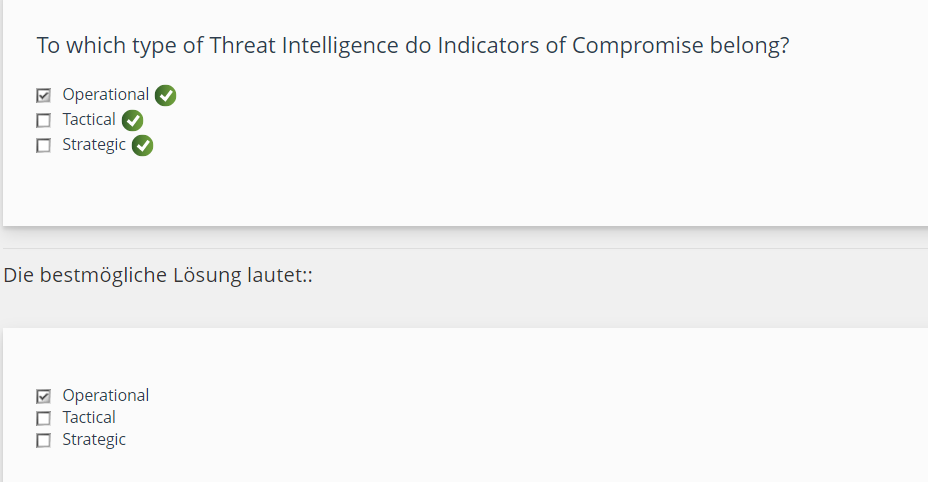 To which type of Threat Intelligence do Indicators of Compromise belong?
Operational
Tactical
Strategic
Die bestmögliche Lösung lautet::
Operational
Tactical
Strategic